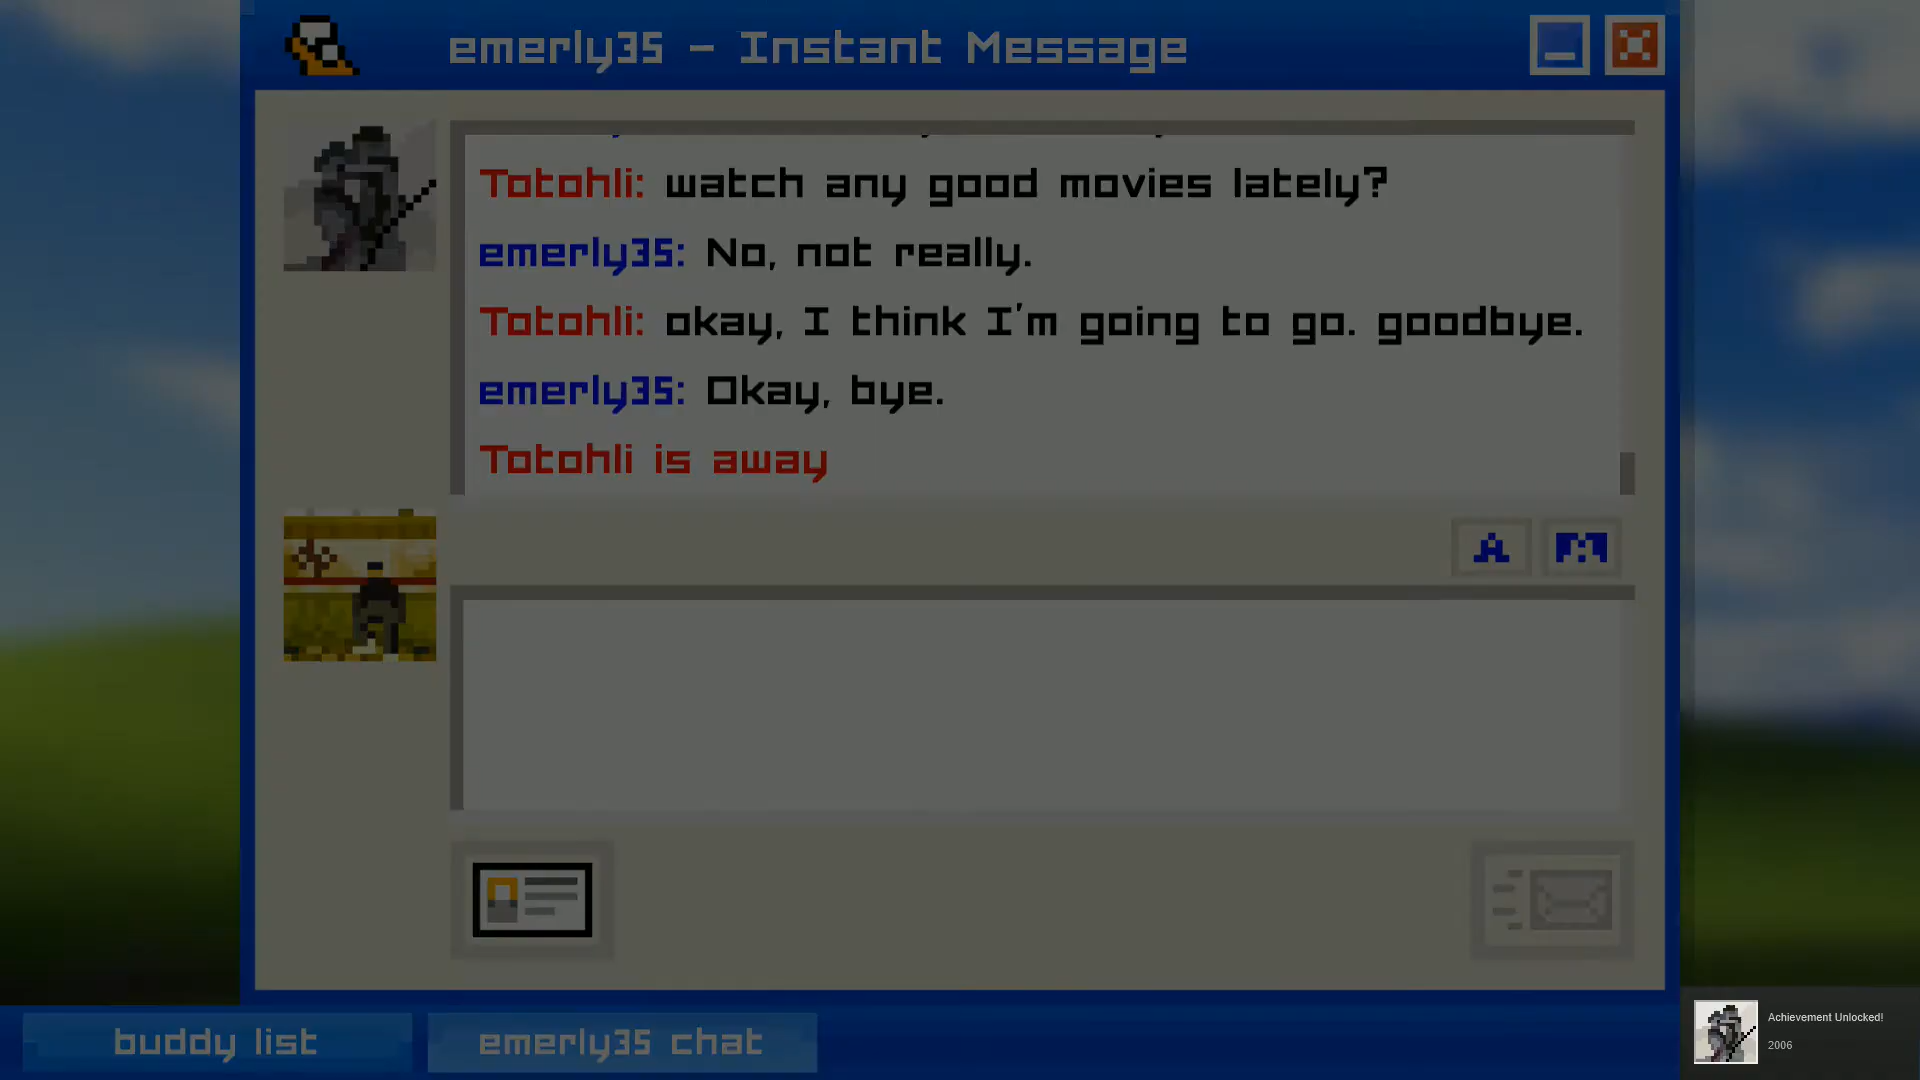 emerly35 – Instant Message
Totohli: watch any good movies lately?
emerly35: No, not really.
Totohli: okay, I think I'm going to go. goodbye.
emerly35: Okay, bye.
Totohli is away
A M
buddy list
emerly35 chat
Achievement Unlocked!
2006